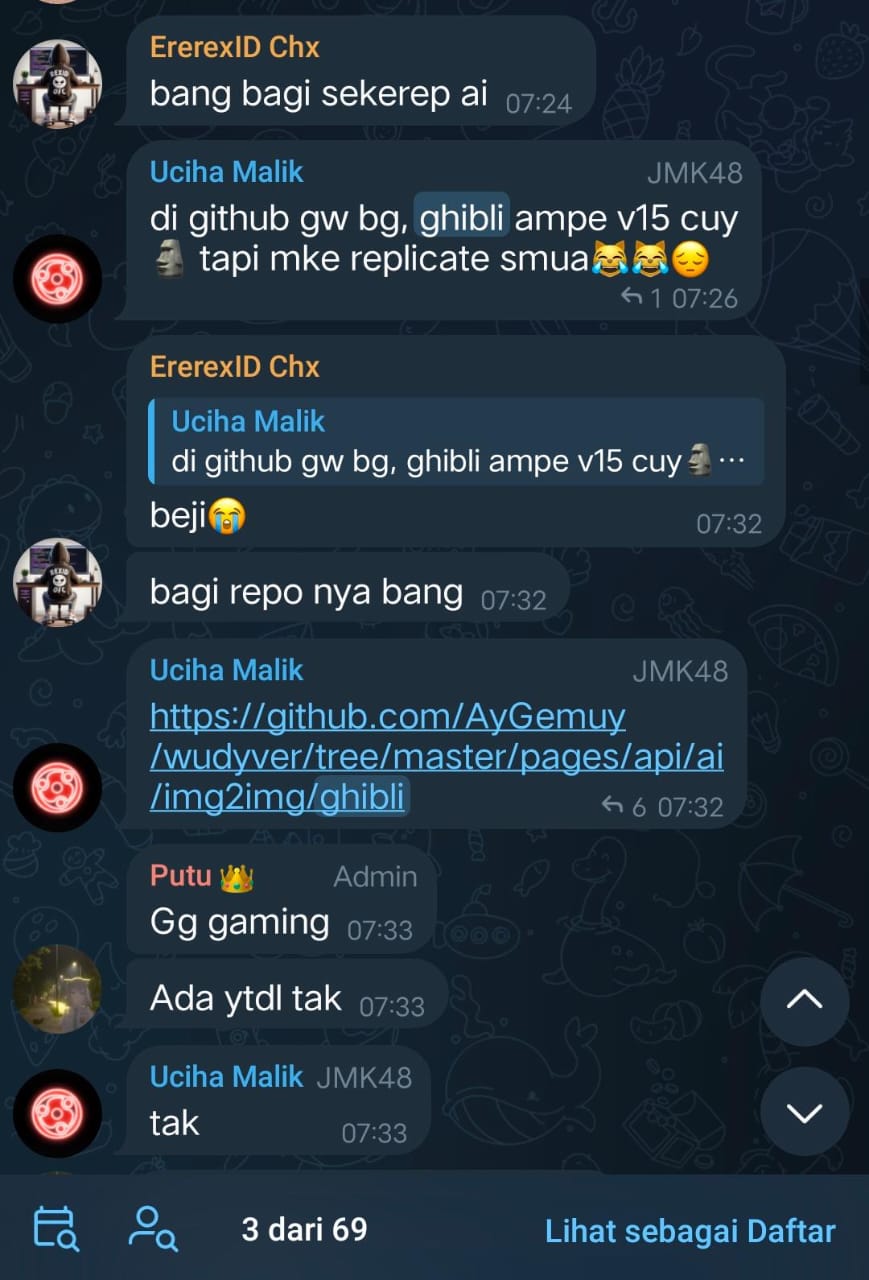 ErerexID Chx
bang bagi sekerep ai 07:24
Uciha Malik JMK48
di github gw bg, ghibli ampe v15 cuy
🗿 tapi mke replicate smua😹😹😔
1 07:26
ErerexID Chx
Uciha Malik
di github gw bg, ghibli ampe v15 cuy🗿...
beji😭
07:32
bagi repo nya bang 07:32
Uciha Malik JMK48
https://github.com/AyGemuy
/wudyver/tree/master/pages/api/ai
/img2img/ghibli
6 07:32
Putu 👑 Admin
Gg gaming 07:33
Ada ytdl tak 07:33
Uciha Malik JMK48
tak 07:33
3 dari 69 Lihat sebagai Daftar